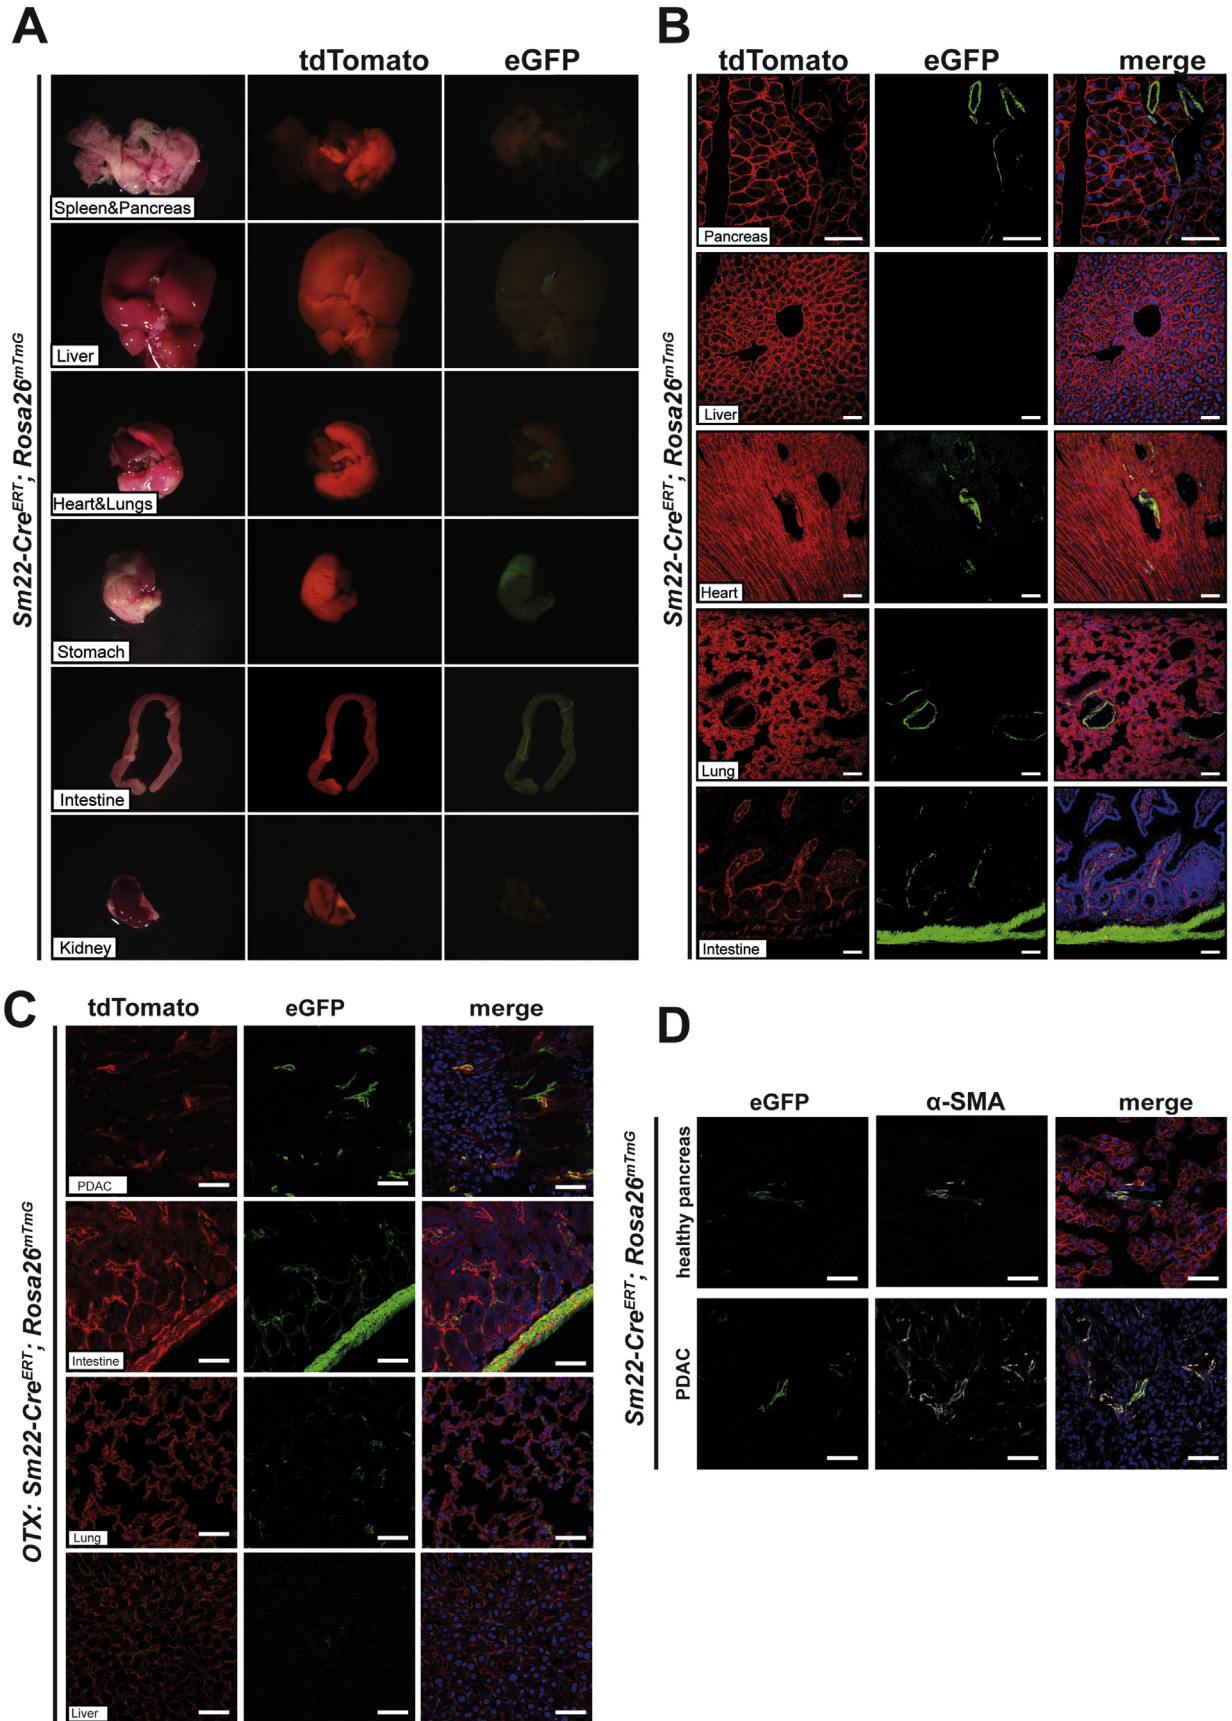 A
tdTomato
eGFP
Sm22-CreERT; Rosa26mTmG
Spleen&Pancreas
Liver
Heart&Lungs
Stomach
Intestine
Kidney
B
tdTomato
eGFP
merge
Sm22-CreERT; Rosa26mTmG
Pancreas
Liver
Heart
Lung
Intestine
C
tdTomato
eGFP
merge
OTX: Sm22-CreERT; Rosa26mTmG
PDAC
Intestine
Lung
Liver
D
eGFP
α-SMA
merge
Sm22-CreERT; Rosa26mTmG
healthy pancreas
PDAC